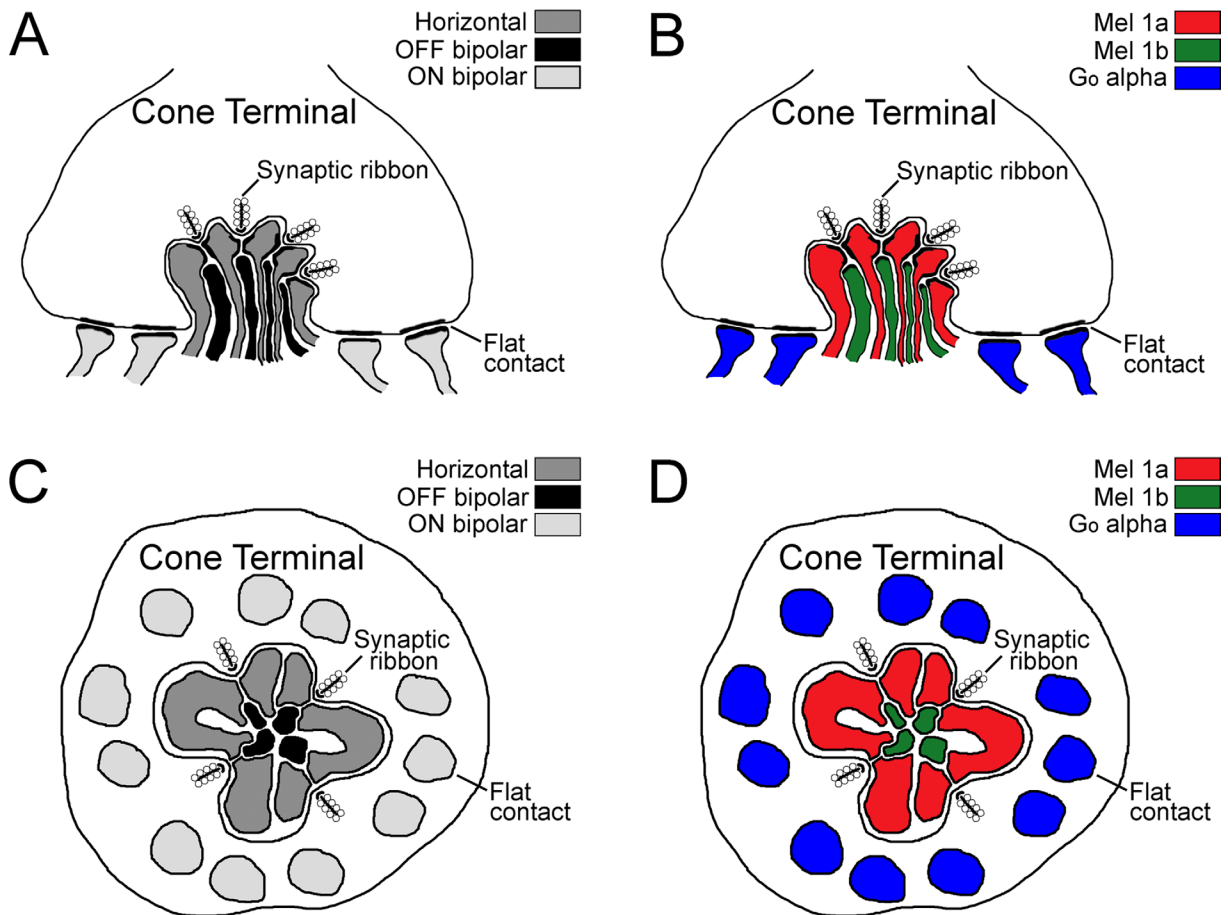 A
Horizontal
OFF bipolar
ON bipolar
Cone Terminal
Synaptic ribbon
Flat
contact
B
Mel 1a
Mel 1b
Go alpha
Cone Terminal
Synaptic ribbon
Flat
contact
C
Horizontal
OFF bipolar
ON bipolar
Cone Terminal
Synaptic
ribbon
Flat
contact
D
Mel 1a
Mel 1b
Go alpha
Cone Terminal
Synaptic
ribbon
Flat
contact